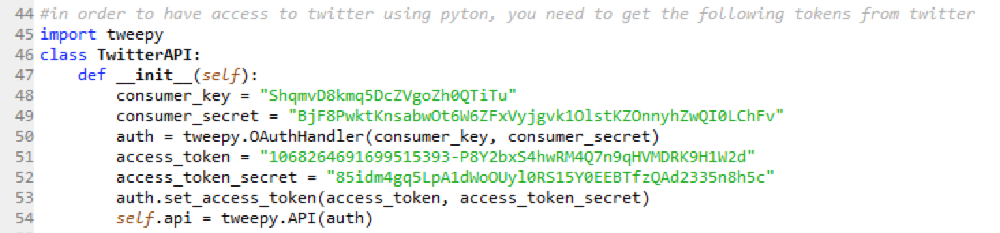 44 #in order to have access to twitter using pyton, you need to get the following tokens from twitter
45 import tweepy
46 class TwitterAPI:
47     def __init__(self):
48         consumer_key = "ShqmvD8kmq5DcZVgoZh0QTiTu"
49         consumer_secret = "BjF8PwktKnsabwOt6W6ZFxVyjgvk1OlstKZOnnyhZwQI0LChFv"
50         auth = tweepy.OAuthHandler(consumer_key, consumer_secret)
51         access_token = "1068264691699515393-P8Y2bxS4hwRM4Q7n9qHVMDRK9H1W2d"
52         access_token_secret = "85idm4gq5LpA1dWoOUyl0RS15Y0EEBTfzQAd2335n8h5c"
53         auth.set_access_token(access_token, access_token_secret)
54         self.api = tweepy.API(auth)